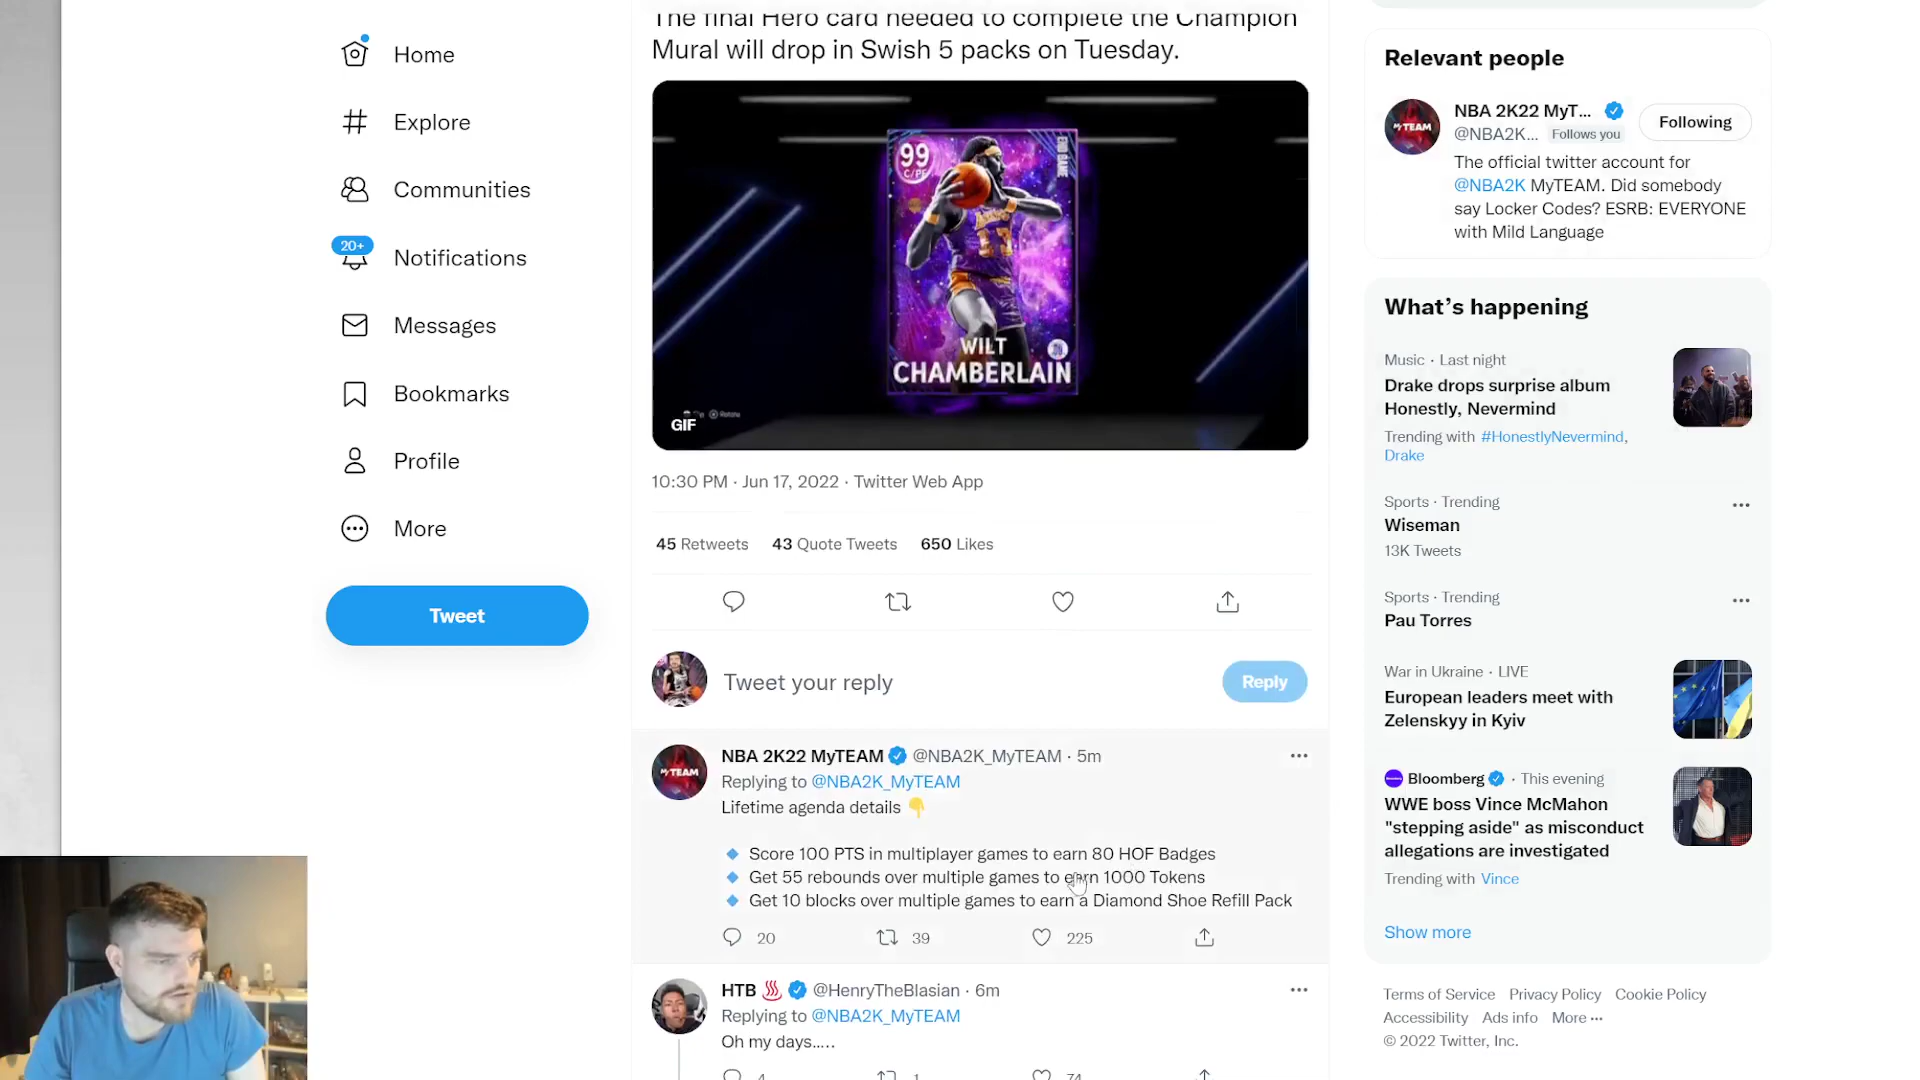 Home
Explore
Communities
20+
Notifications
Messages
Bookmarks
Profile
More
Tweet
The final Hero card needed to complete the Champion
Mural will drop in Swish 5 packs on Tuesday.
99
C/PF
END GAME
WILT
CHAMBERLAIN
GIF
10:30 PM · Jun 17, 2022 · Twitter Web App
45 Retweets 43 Quote Tweets 650 Likes
Tweet your reply
Reply
NBA 2K22 MyTEAM @NBA2K_MyTEAM · 5m
Replying to @NBA2K_MyTEAM
Lifetime agenda details 👇
🔹 Score 100 PTS in multiplayer games to earn 80 HOF Badges
🔹 Get 55 rebounds over multiple games to earn 1000 Tokens
🔹 Get 10 blocks over multiple games to earn a Diamond Shoe Refill Pack
20 39 225
HTB ♨ @HenryTheBlasian · 6m
Replying to @NBA2K_MyTEAM
Oh my days.....
4 1 74
Relevant people
MyTEAM
NBA 2K22 MyT...
@NBA2K... Follows you
Following
The official twitter account for
@NBA2K MyTEAM. Did somebody
say Locker Codes? ESRB: EVERYONE
with Mild Language
What's happening
Music · Last night
Drake drops surprise album
Honestly, Nevermind
Trending with #HonestlyNevermind,
Drake
Sports · Trending
Wiseman
13K Tweets
Sports · Trending
Pau Torres
War in Ukraine · LIVE
European leaders meet with
Zelenskyy in Kyiv
Bloomberg · This evening
WWE boss Vince McMahon
"stepping aside" as misconduct
allegations are investigated
Trending with Vince
Show more
Terms of Service Privacy Policy Cookie Policy
Accessibility Ads info More ···
© 2022 Twitter, Inc.